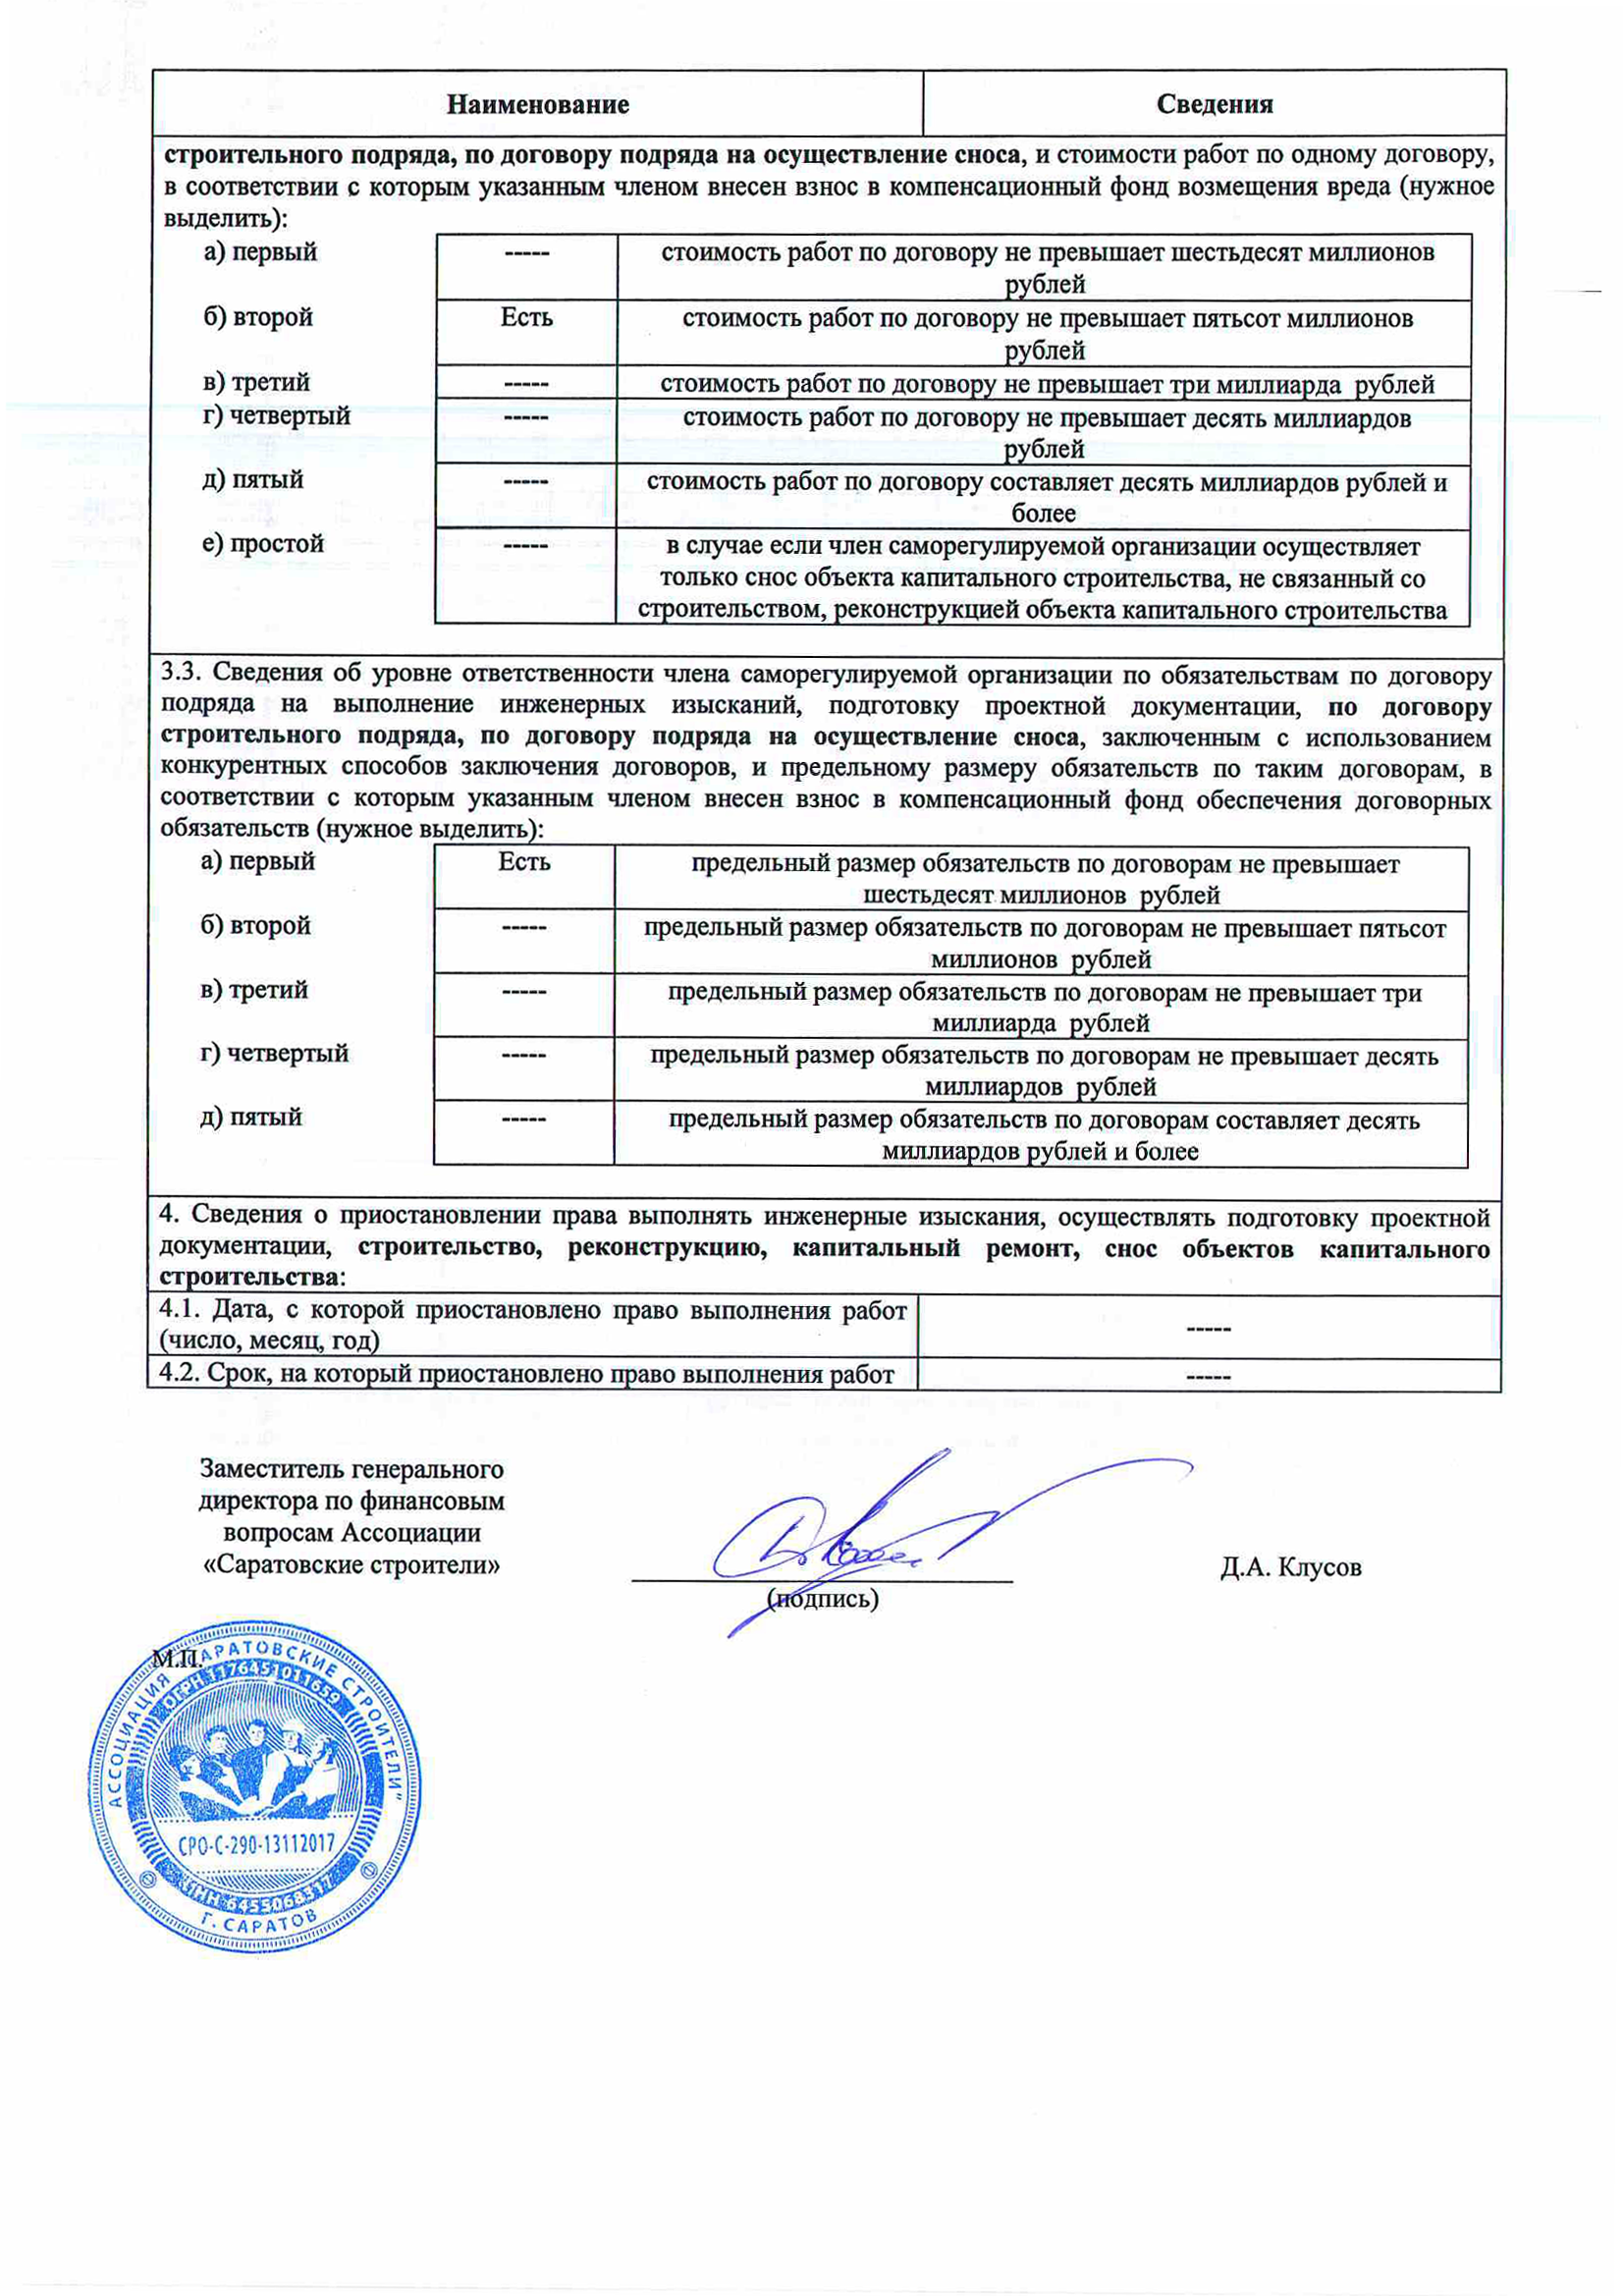 Наименование
Сведения
строительного подряда, по договору подряда на осуществление сноса, и стоимости работ по одному договору,
в соответствии с которым указанным членом внесен взнос в компенсационный фонд возмещения вреда (нужное
выделить):
а) первый ----- стоимость работ по договору не превышает шестьдесят миллионов
рублей
б) второй Есть стоимость работ по договору не превышает пятьсот миллионов
рублей
в) третий ----- стоимость работ по договору не превышает три миллиарда рублей
г) четвертый ----- стоимость работ по договору не превышает десять миллиардов
рублей
д) пятый ----- стоимость работ по договору составляет десять миллиардов рублей и
более
е) простой ----- в случае если член саморегулируемой организации осуществляет
только снос объекта капитального строительства, не связанный со
строительством, реконструкцией объекта капитального строительства
3.3. Сведения об уровне ответственности члена саморегулируемой организации по обязательствам по договору
подряда на выполнение инженерных изысканий, подготовку проектной документации, по договору
строительного подряда, по договору подряда на осуществление сноса, заключенным с использованием
конкурентных способов заключения договоров, и предельному размеру обязательств по таким договорам, в
соответствии с которым указанным членом внесен взнос в компенсационный фонд обеспечения договорных
обязательств (нужное выделить):
а) первый Есть предельный размер обязательств по договорам не превышает
шестьдесят миллионов рублей
б) второй ----- предельный размер обязательств по договорам не превышает пятьсот
миллионов рублей
в) третий ----- предельный размер обязательств по договорам не превышает три
миллиарда рублей
г) четвертый ----- предельный размер обязательств по договорам не превышает десять
миллиардов рублей
д) пятый ----- предельный размер обязательств по договорам составляет десять
миллиардов рублей и более
4. Сведения о приостановлении права выполнять инженерные изыскания, осуществлять подготовку проектной
документации, строительство, реконструкцию, капитальный ремонт, снос объектов капитального
строительства:
4.1. Дата, с которой приостановлено право выполнения работ
(число, месяц, год)
-----
4.2. Срок, на который приостановлено право выполнения работ -----
Заместитель генерального
директора по финансовым
вопросам Ассоциации
«Саратовские строители»
Д.А. Клусов
(подпись)
М.П.
АССОЦИАЦИЯ "САРАТОВСКИЕ СТРОИТЕЛИ"
ОГРН 1176451011659
СРО-С-290-13112017
ИНН 6455068317
Г. САРАТОВ